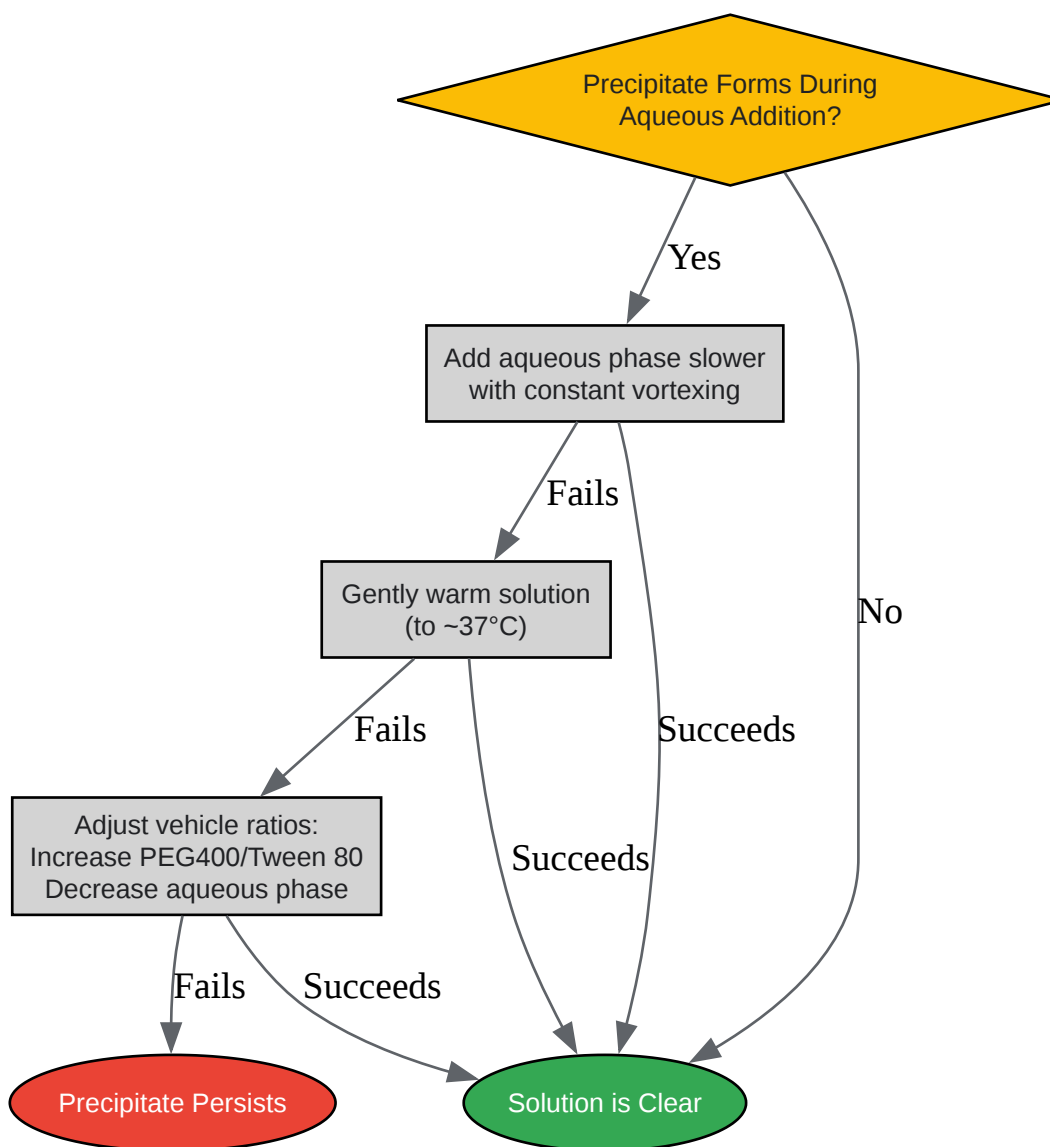 Precipitate Forms During
Aqueous Addition?
Yes
Add aqueous phase slower
with constant vortexing
Fails
Gently warm solution
(to ~37°C)
No
Fails
Succeeds
Adjust vehicle ratios:
Increase PEG400/Tween 80
Decrease aqueous phase
Succeeds
Fails
Succeeds
Precipitate Persists
Solution is Clear